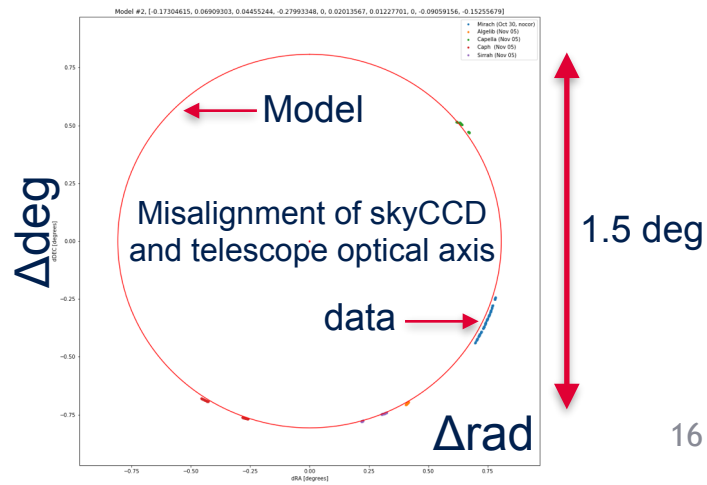 Model #2, [-0.17304615, 0.06909303, 0.04455244, -0.27993348, 0, 0.02013567, 0.01227701, 0, -0.09059156, -0.15255679]
Mirach (Oct 30, nocor)
Algelib (Nov 05)
Capella (Nov 05)
Caph  (Nov 05)
Sirrah (Nov 05)
0.75
0.50
0.25
0.00
−0.25
−0.50
−0.75
dDEC [degrees]
Δdeg
Model
Misalignment of skyCCD
and telescope optical axis
data
1.5 deg
Δrad
−0.75
−0.50
−0.25
0.00
0.25
0.50
0.75
dRA [degrees]
16